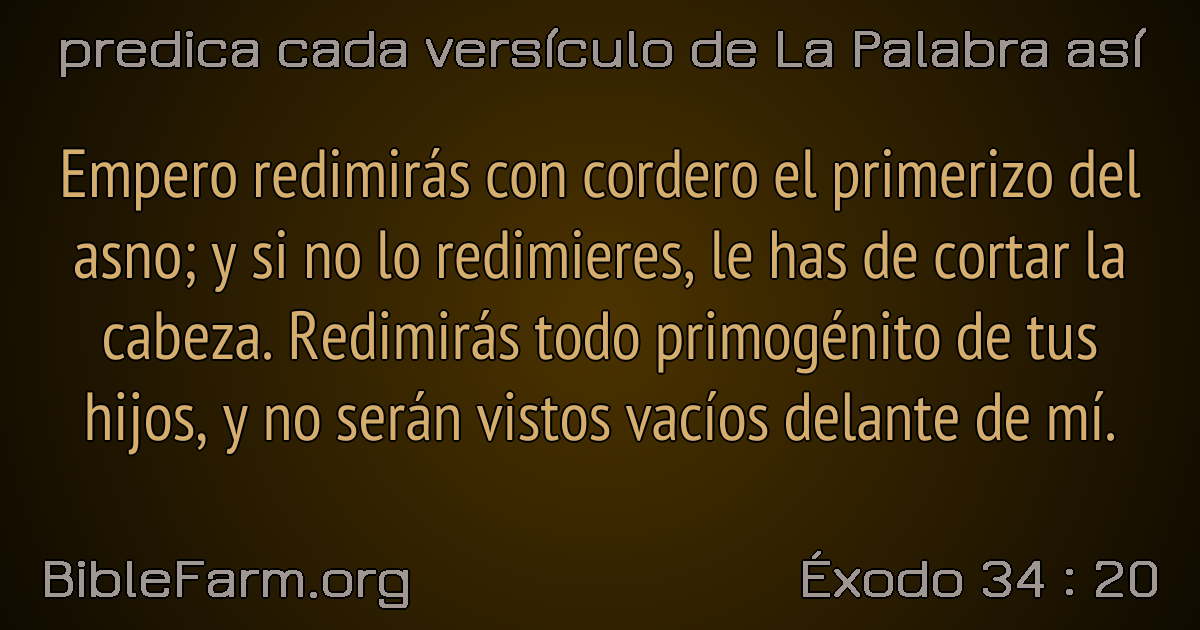 predica cada versículo de La Palabra así
Empero redimirás con cordero el primerizo del
asno; y si no lo redimieres, le has de cortar la
cabeza. Redimirás todo primogénito de tus
hijos, y no serán vistos vacíos delante de mí.
BibleFarm.org
Éxodo 34 : 20